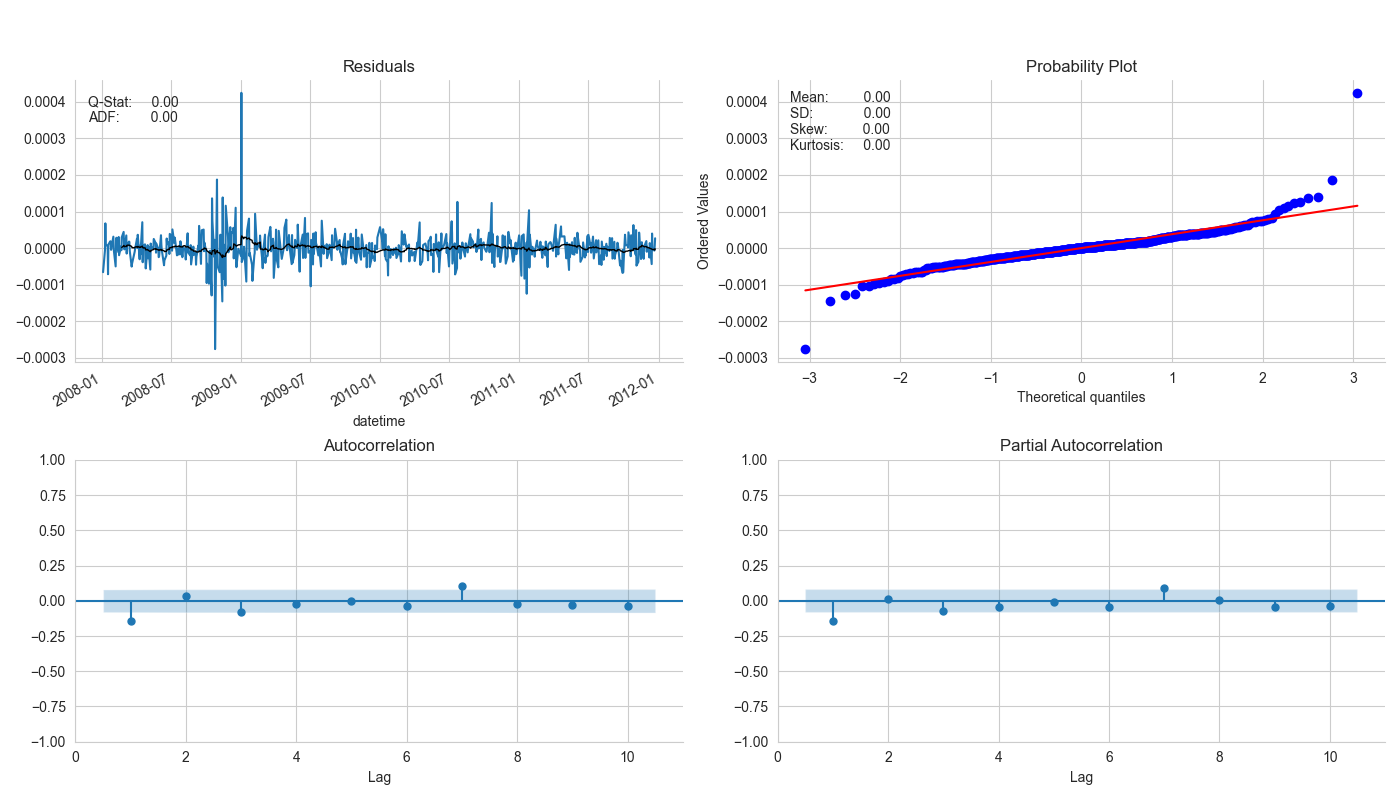 Residuals
Q-Stat: 0.00
ADF: 0.00
0.0004
0.0003
0.0002
0.0001
0.0000
−0.0001
−0.0002
−0.0003
2008-01
2008-07
2009-01
2009-07
2010-01
2010-07
2011-01
2011-07
2012-01
datetime
Probability Plot
Mean: 0.00
SD: 0.00
Skew: 0.00
Kurtosis: 0.00
Ordered Values
0.0004
0.0003
0.0002
0.0001
0.0000
−0.0001
−0.0002
−0.0003
−3 −2 −1 0 1 2 3
Theoretical quantiles
Autocorrelation
1.00
0.75
0.50
0.25
0.00
−0.25
−0.50
−0.75
−1.00
0 2 4 6 8 10
Lag
Partial Autocorrelation
1.00
0.75
0.50
0.25
0.00
−0.25
−0.50
−0.75
−1.00
0 2 4 6 8 10
Lag